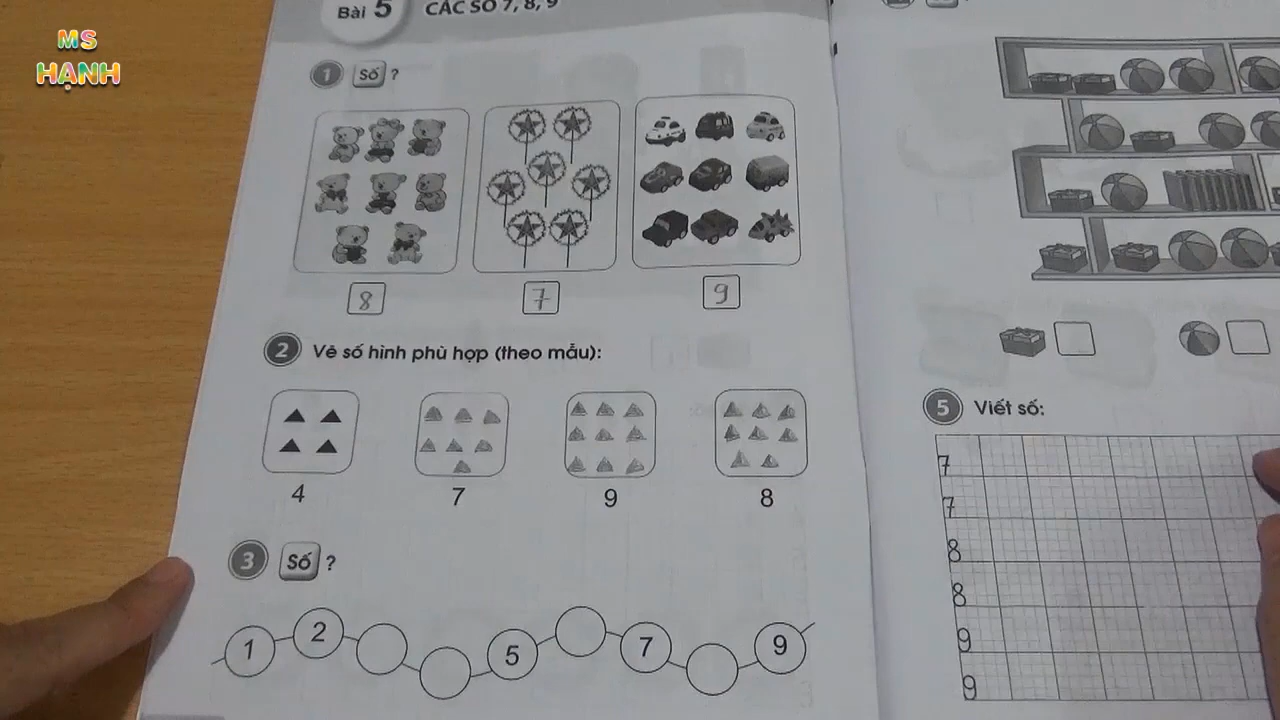 MS
HẠNH
Bài 5 CÁC SỐ 7, 8, 9
1 Số ?
8 7 9
2 Vẽ số hình phù hợp (theo mẫu):
4 7 9 8
3 Số ?
1 2 5 7 9
5 Viết số:
7
7
8
8
9
9